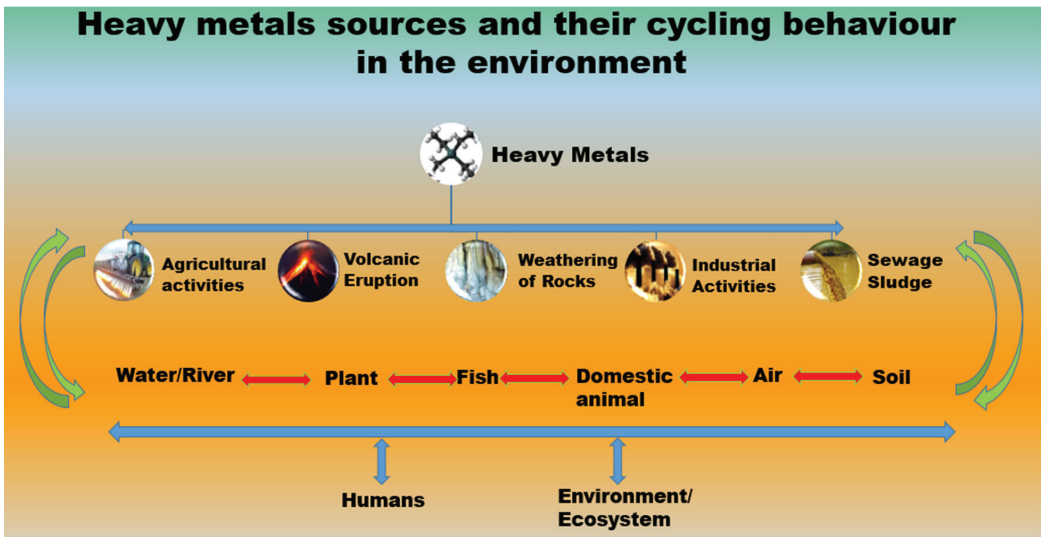 Heavy metals sources and their cycling behaviour
in the environment
Heavy Metals
Agricultural
activities
Volcanic
Eruption
Weathering
of Rocks
Industrial
Activities
Sewage
Sludge
Water/River
Plant
Fish
Domestic
animal
Air
Soil
Humans
Environment/
Ecosystem